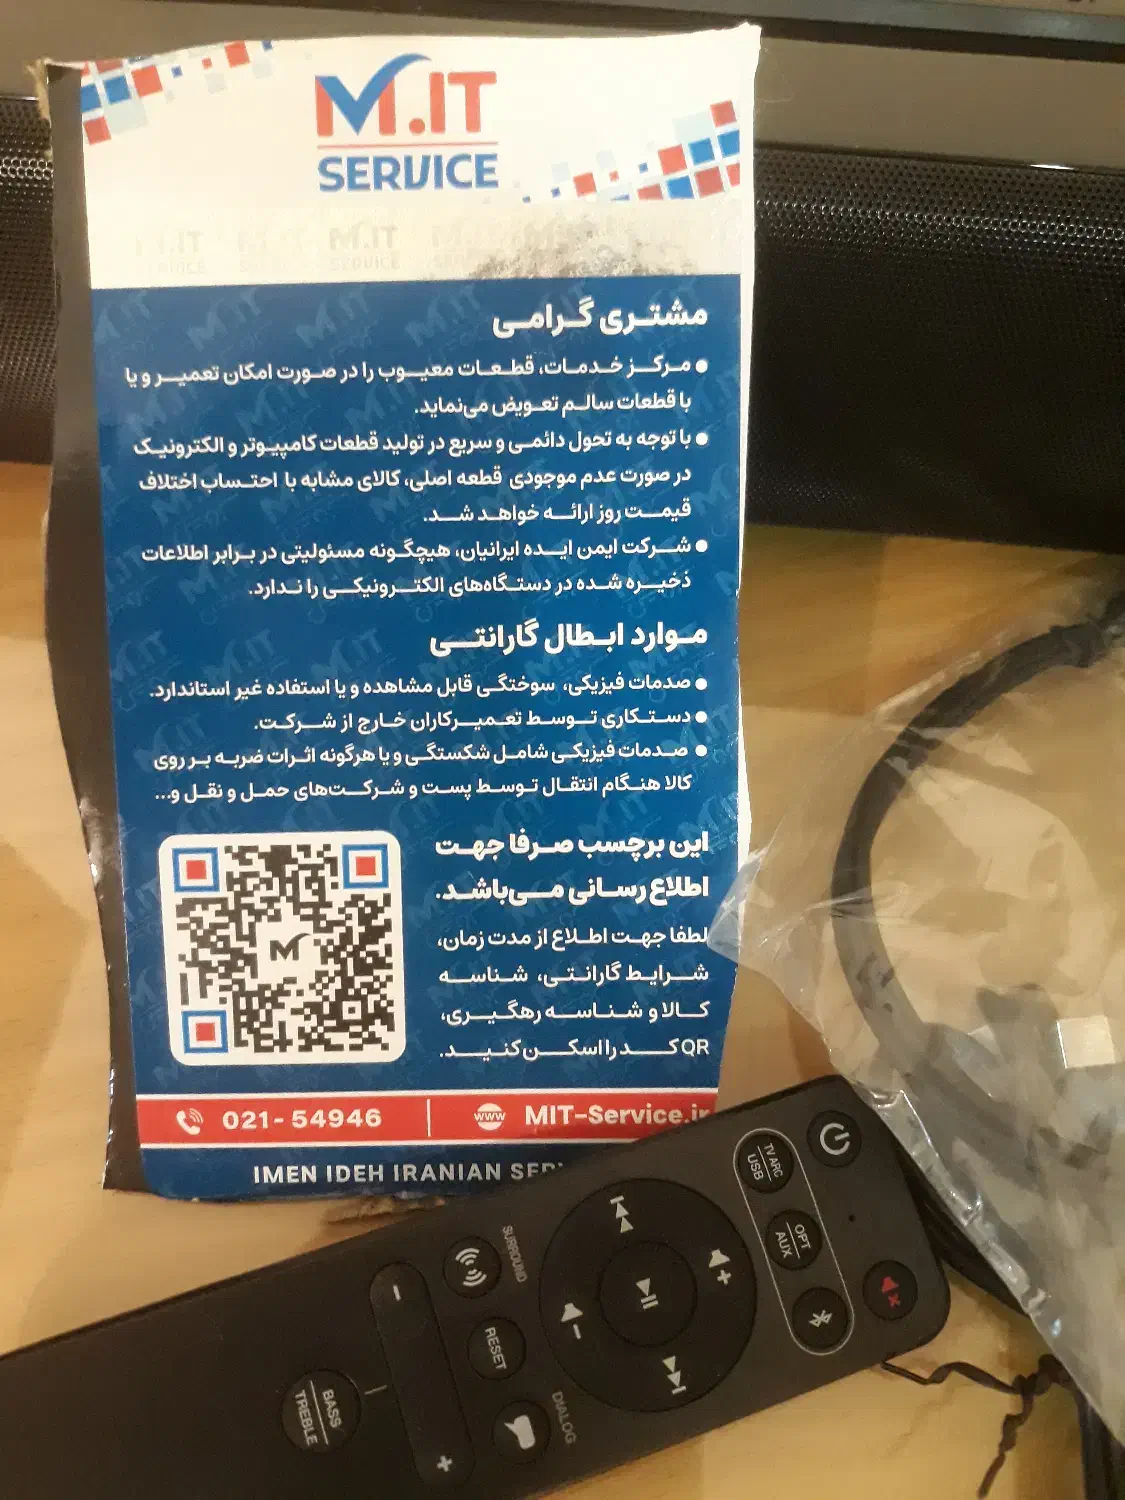 M.IT
SERVICE
M.IT
SERVICE
مشتری گرامی
● مرکز خدمات، قطعات معیوب را در صورت امکان تعمیر و یا
با قطعات سالم تعویض می‌نماید.
● با توجه به تحول دائمی و سریع در تولید قطعات کامپیوتر و الکترونیک
در صورت عدم موجودی قطعه اصلی، کالای مشابه با احتساب اختلاف
قیمت روز ارائه خواهد شد.
● شرکت ایمن ایده ایرانیان، هیچگونه مسئولیتی در برابر اطلاعات
ذخیره شده در دستگاه‌های الکترونیکی را ندارد.
موارد ابطال گارانتی
● صدمات فیزیکی، سوختگی قابل مشاهده و یا استفاده غیر استاندارد.
● دستکاری توسط تعمیرکاران خارج از شرکت.
● صدمات فیزیکی شامل شکستگی و یا هرگونه اثرات ضربه بر روی
کالا هنگام انتقال توسط پست و شرکت‌های حمل و نقل و...
این برچسب صرفا جهت
اطلاع رسانی می‌باشد.
لطفا جهت اطلاع از مدت زمان،
شرایط گارانتی، شناسه
کالا و شناسه رهگیری،
QR کد را اسکن کنید.
021-54946
www MIT-Service.ir
IMEN IDEH IRANIAN SER
TV ARC
USB
OPT
AUX
SURROUND
RESET
DIALOG
BASS
TREBLE